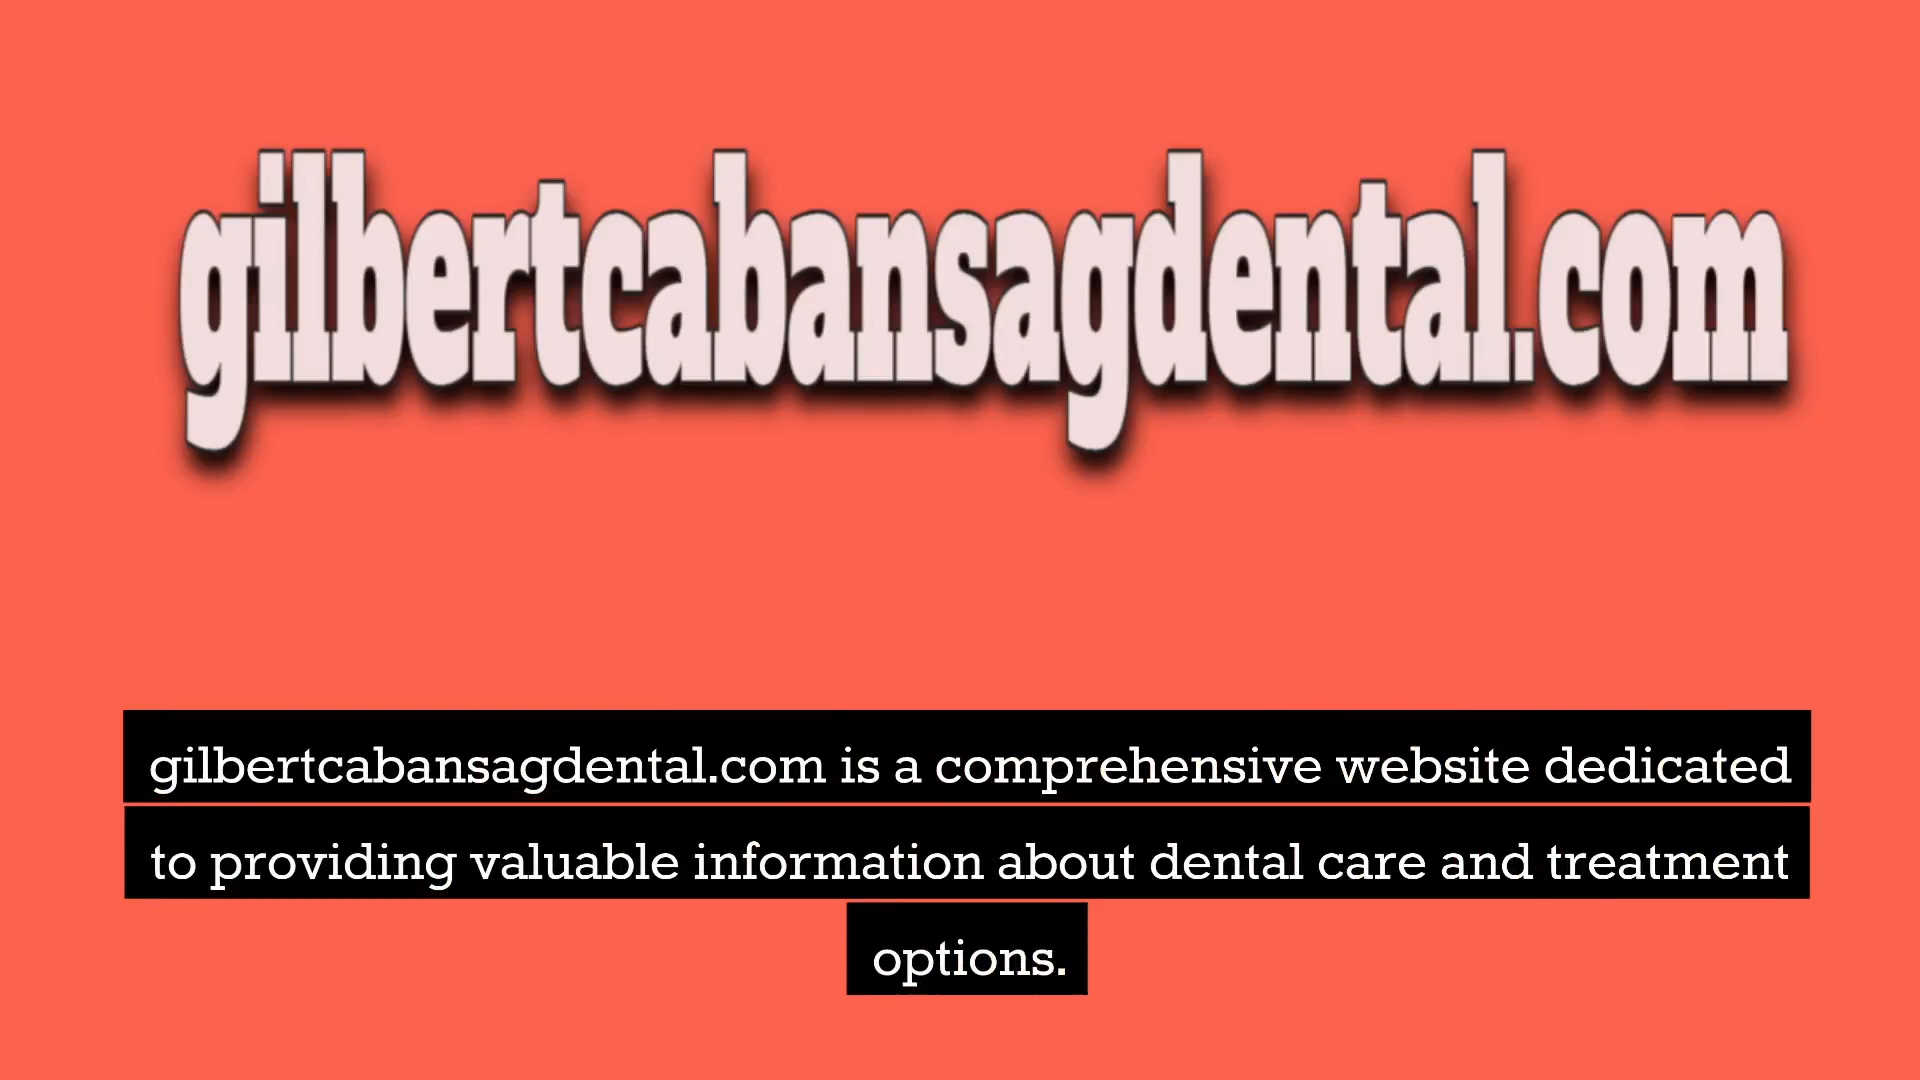 gilbertcabansagdental.com
gilbertcabansagdental.com is a comprehensive website dedicated
to providing valuable information about dental care and treatment
options.